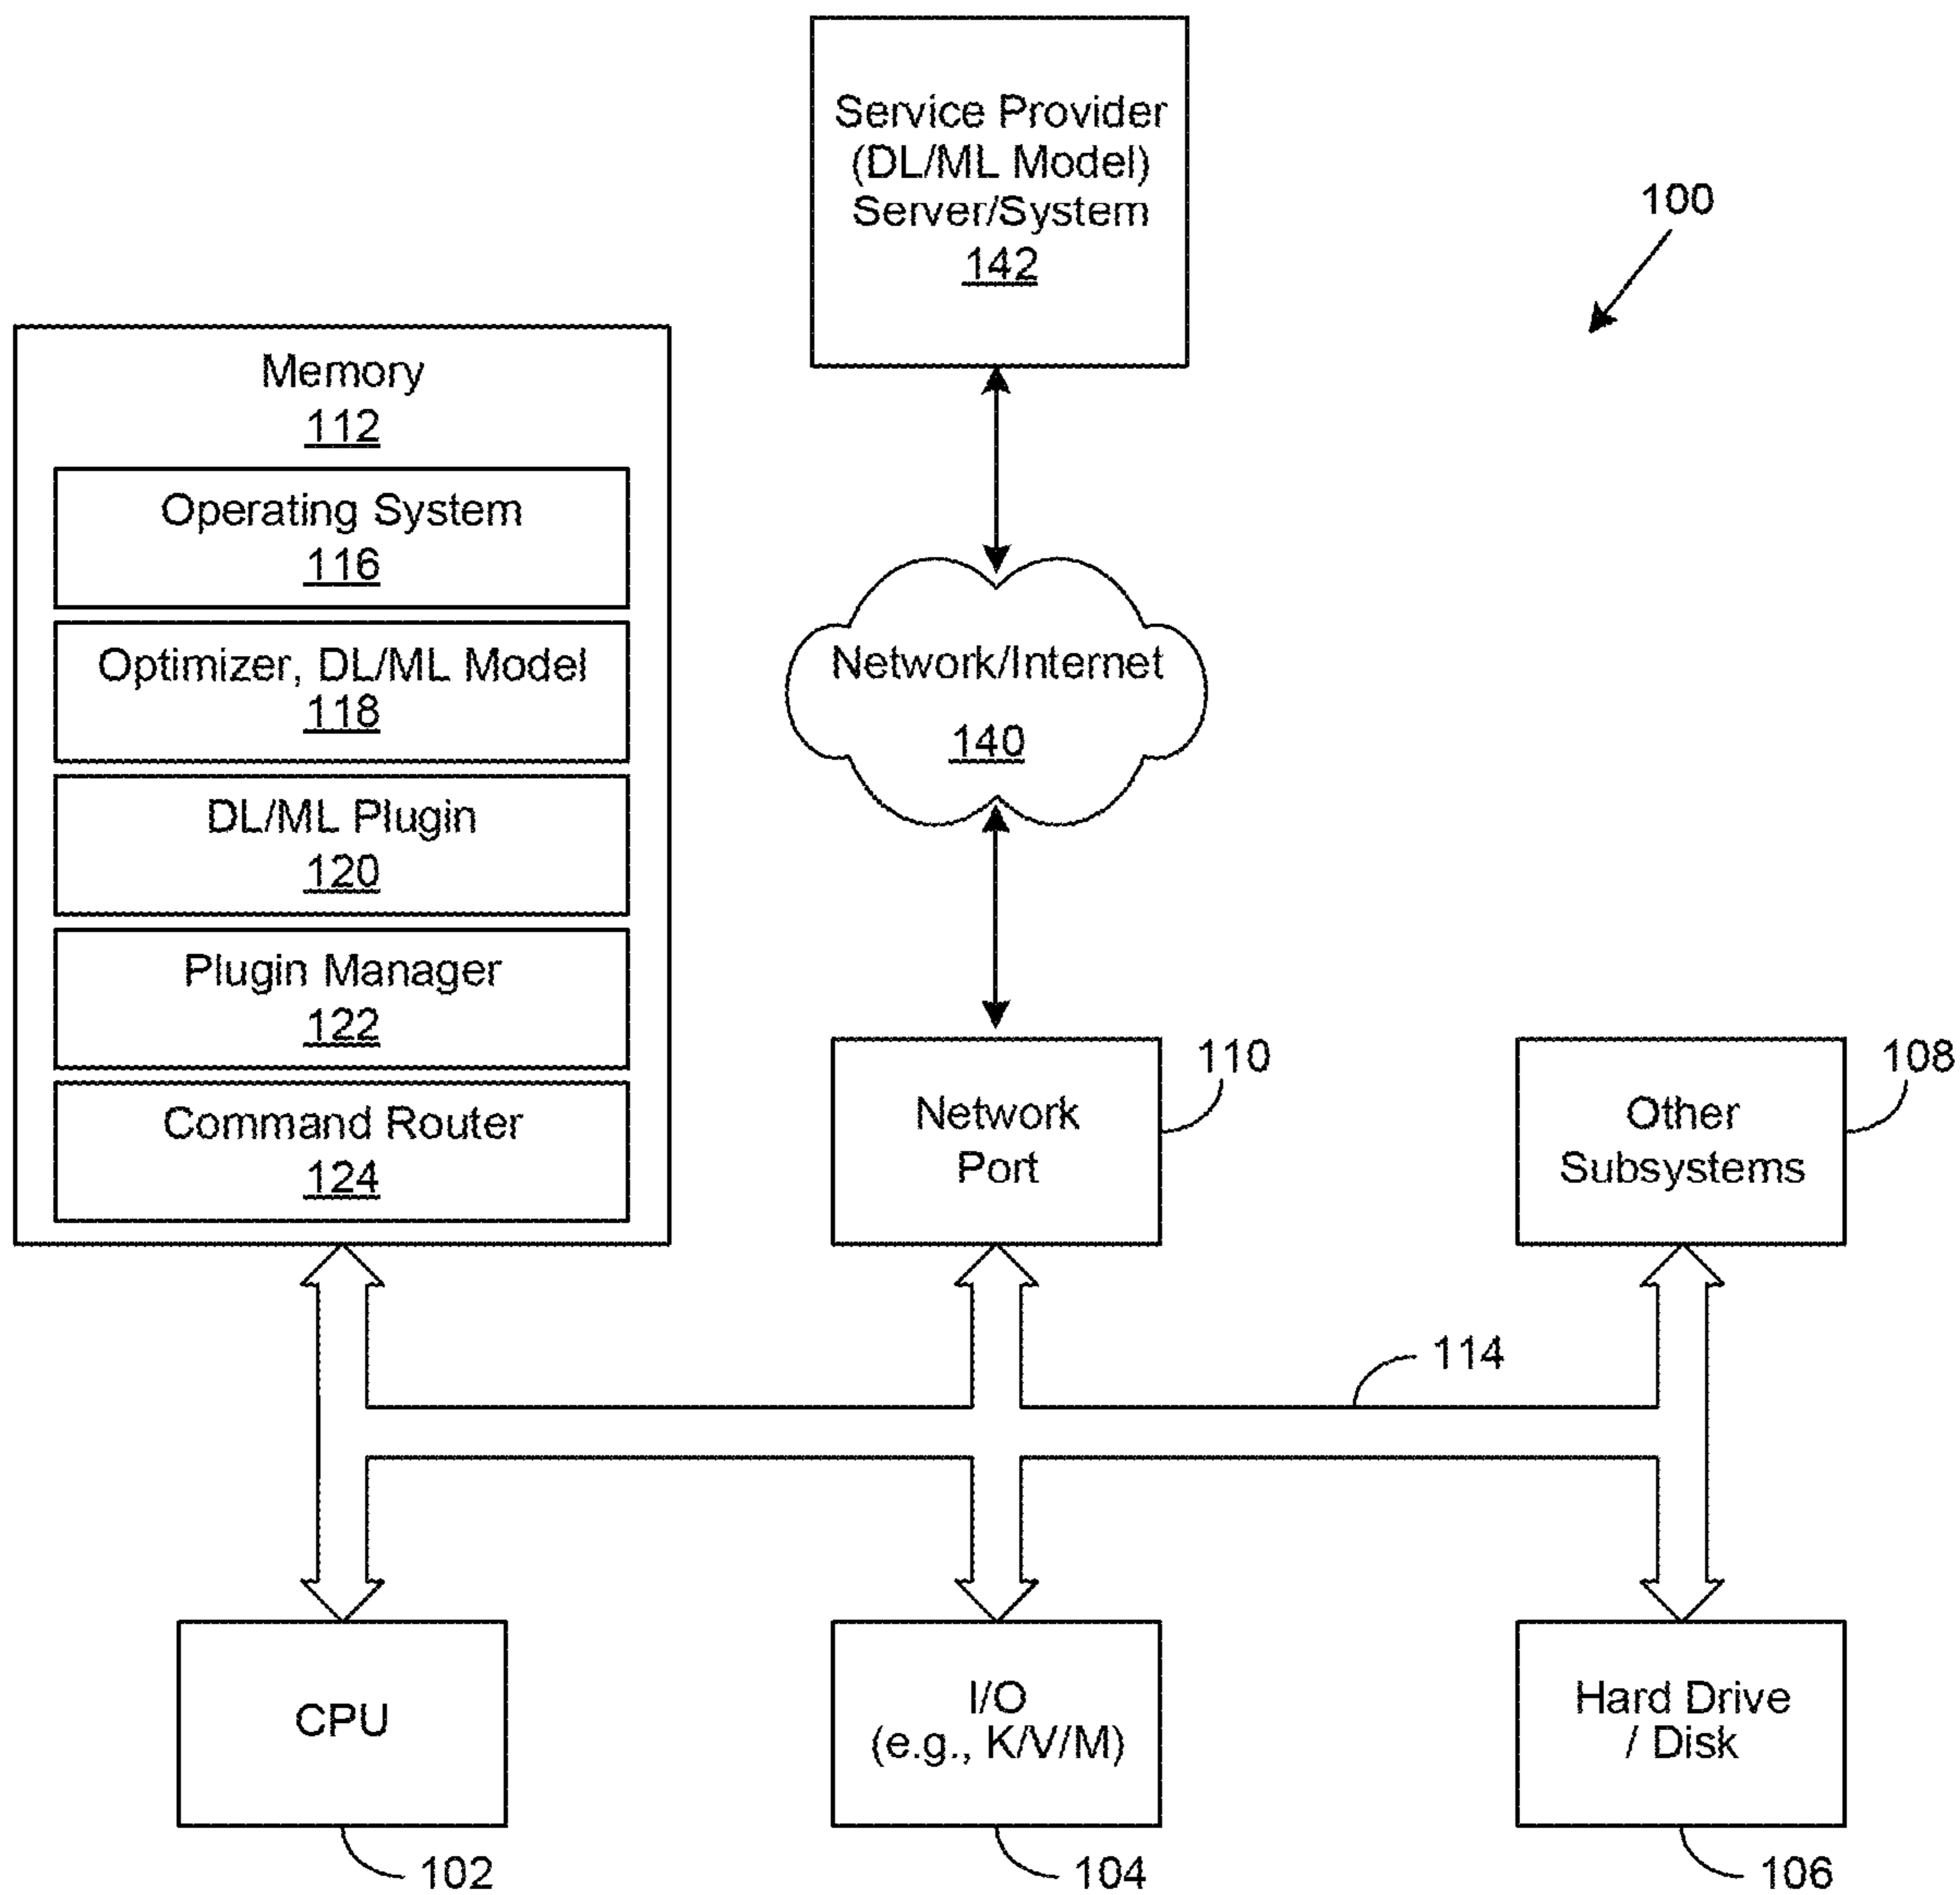 Service Provider
(DL/ML Model)
Server/System
142
100
Memory
112
Operating System
116
Optimizer, DL/ML Model
118
DL/ML Plugin
120
Plugin Manager
122
Command Router
124
Network/Internet
140
Network
Port
110
Other
Subsystems
108
114
CPU
102
I/O
(e.g., K/V/M)
104
Hard Drive
/ Disk
106